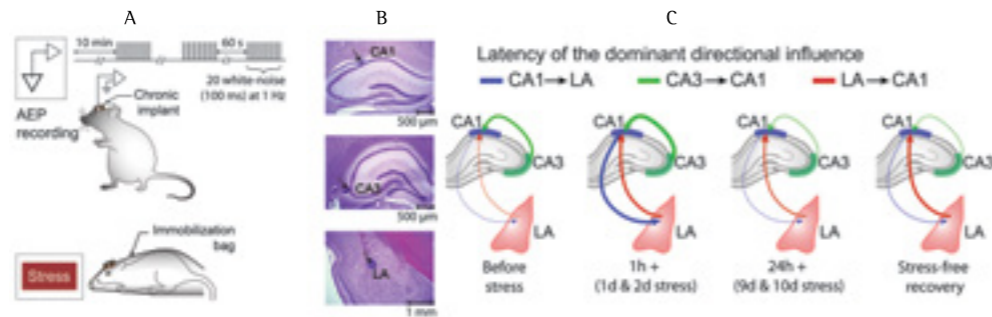 A
10 min
60 s
20 white-noise
(100 ms) at 1 Hz
AEP
recording
Chronic
implant
Stress
Immobilization
bag
B
CA1
500 µm
CA3
500 µm
LA
1 mm
C
Latency of the dominant directional influence
CA1→LA
CA3→CA1
LA→CA1
CA1
CA3
LA
Before
stress
CA1
CA3
LA
1h +
(1d & 2d stress)
CA1
CA3
LA
24h +
(9d & 10d stress)
CA1
CA3
LA
Stress-free
recovery